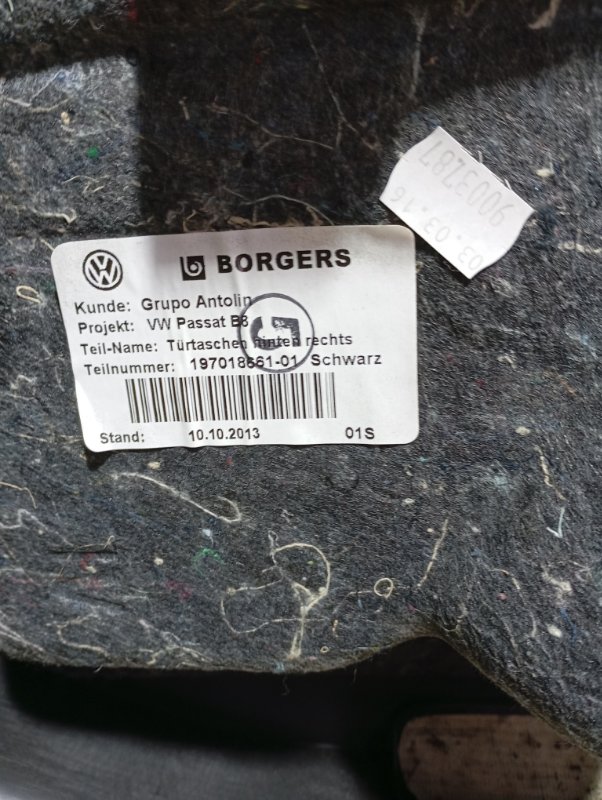 BORGERS
Kunde: Grupo Antolin
Projekt: VW Passat B8
Teil-Name: Türtaschen hinten rechts
Teilnummer: 197018661-01 Schwarz
Stand: 10.10.2013 01S
G
9003787
03.03.16